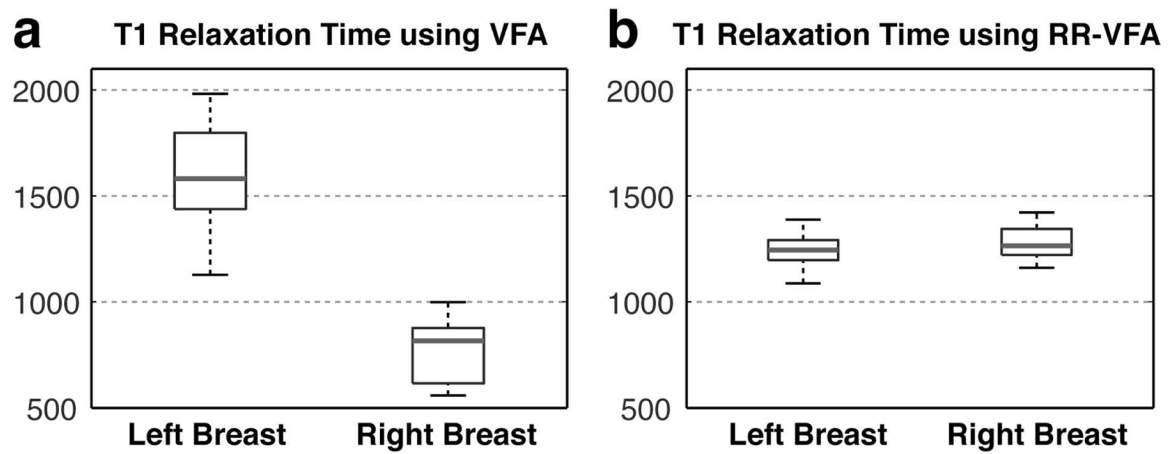 a T1 Relaxation Time using VFA
2000
1500
1000
500
Left Breast Right Breast
b T1 Relaxation Time using RR-VFA
2000
1500
1000
500
Left Breast Right Breast